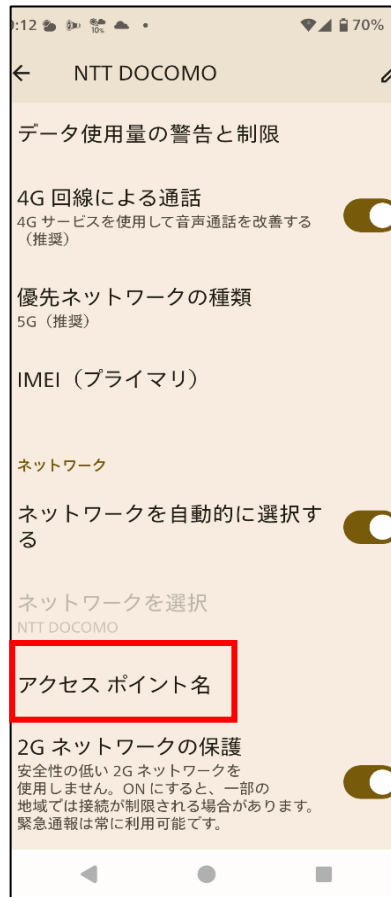 :12 10% 70%
NTT DOCOMO
データ使用量の警告と制限
4G 回線による通話
4G サービスを使用して音声通話を改善する
（推奨）
優先ネットワークの種類
5G（推奨）
IMEI（プライマリ）
ネットワーク
ネットワークを自動的に選択す
る
ネットワークを選択
NTT DOCOMO
アクセス ポイント名
2G ネットワークの保護
安全性の低い 2G ネットワークを
使用しません。ON にすると、一部の
地域では接続が制限される場合があります。
緊急通報は常に利用可能です。